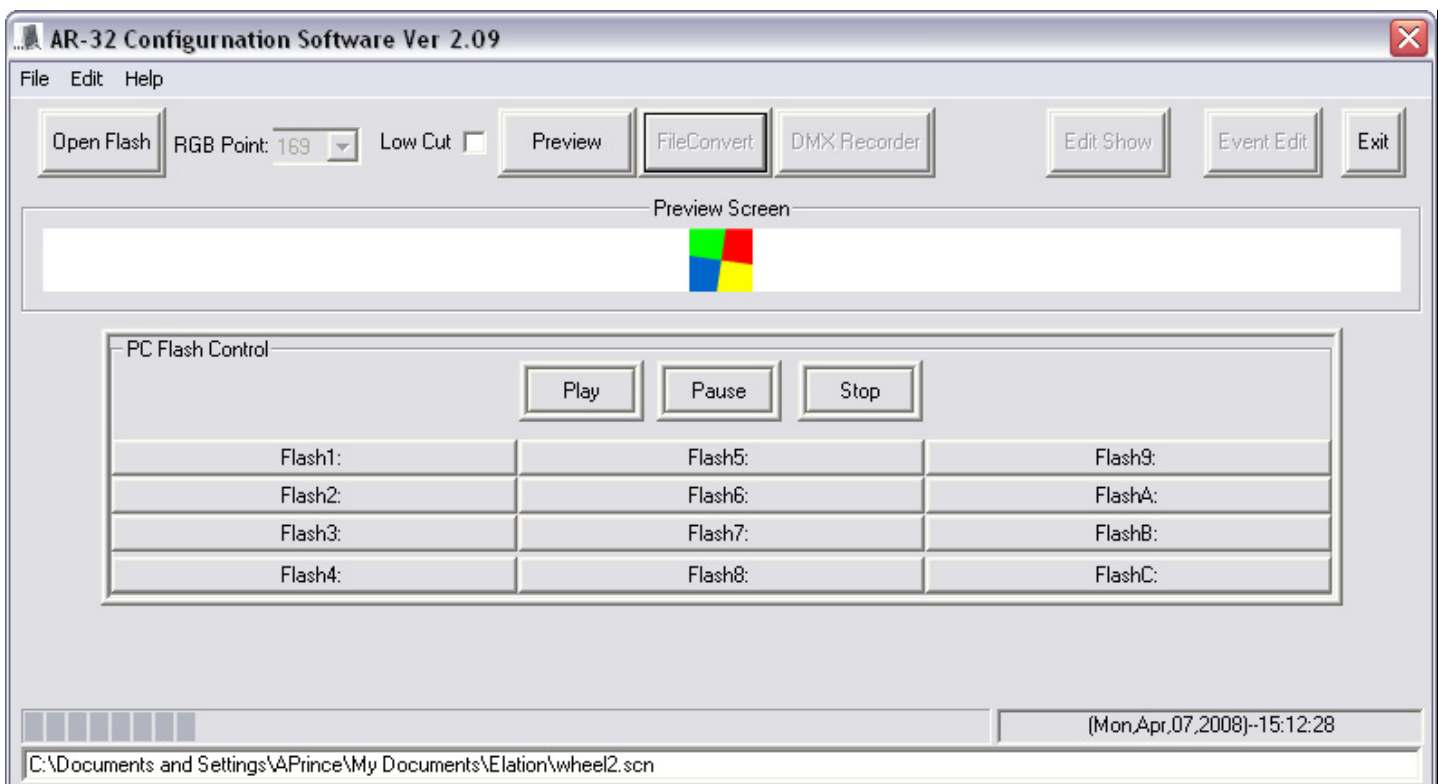 AR-32 Configurnation Software Ver 2.09
File Edit Help
Open Flash RGB Point: 169 Low Cut Preview FileConvert DMX Recorder Edit Show Event Edit Exit
Preview Screen
PC Flash Control
Play Pause Stop
Flash1: Flash5: Flash9:
Flash2: Flash6: FlashA:
Flash3: Flash7: FlashB:
Flash4: Flash8: FlashC:
(Mon,Apr,07,2008)--15:12:28
C:\Documents and Settings\APrince\My Documents\Elation\wheel2.scn